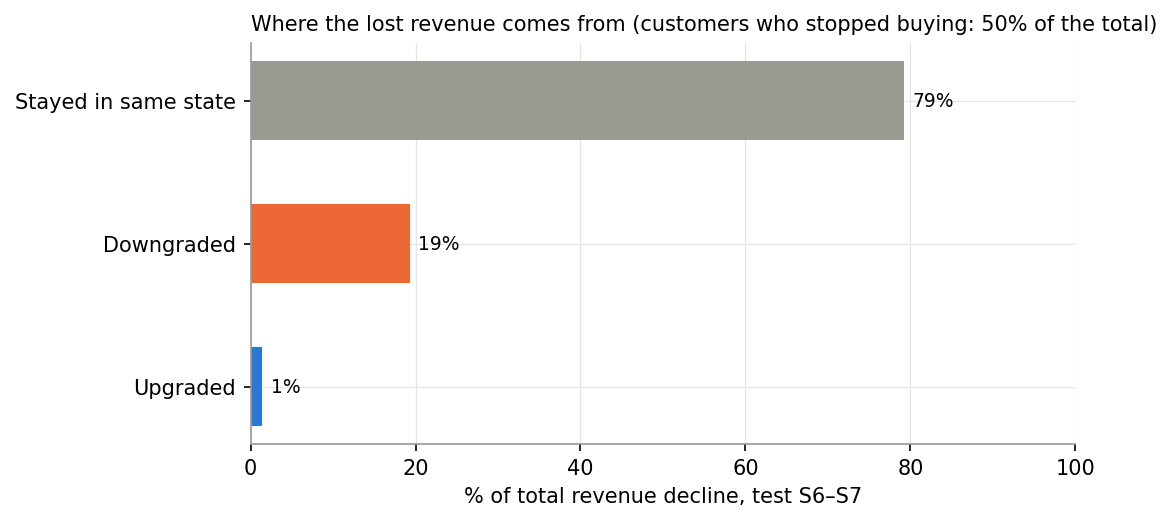 Where the lost revenue comes from (customers who stopped buying: 50% of the total)
Stayed in same state 79%
Downgraded 19%
Upgraded 1%
0 20 40 60 80 100
% of total revenue decline, test S6–S7